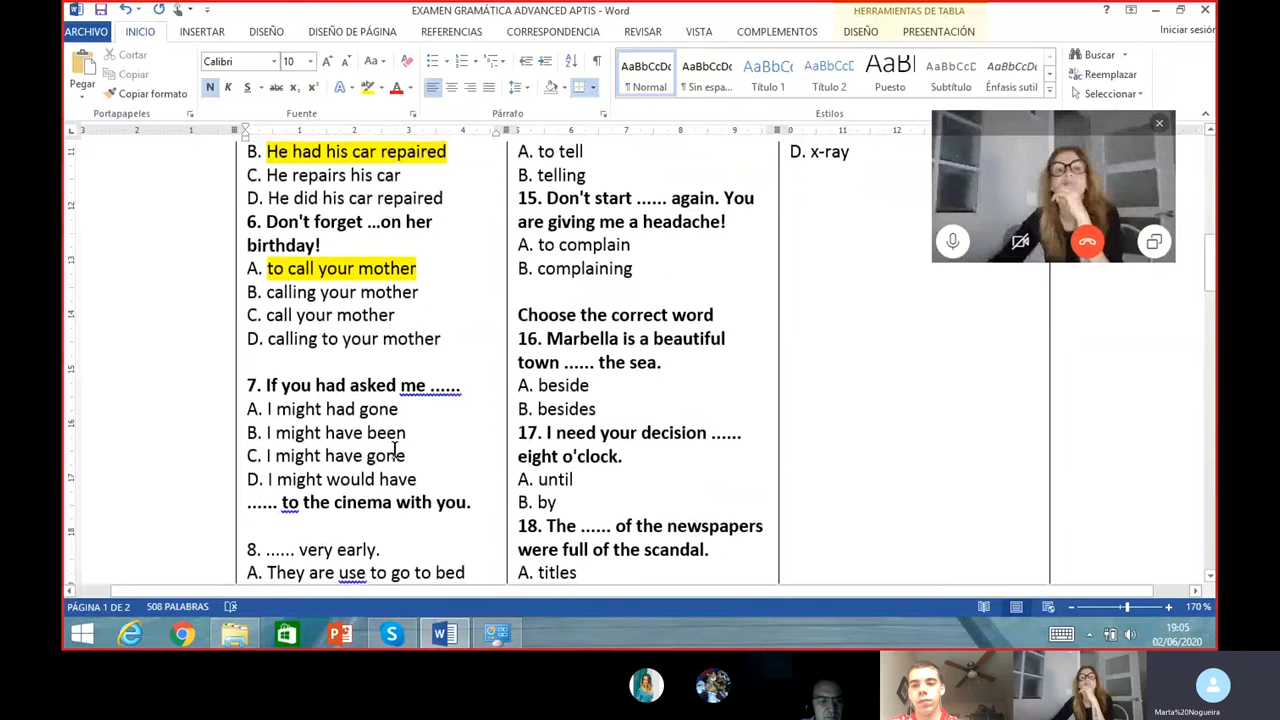 EXAMEN GRAMÁTICA ADVANCED APTIS - Word
HERRAMIENTAS DE TABLA
ARCHIVO INICIO INSERTAR DISEÑO DISEÑO DE PÁGINA REFERENCIAS CORRESPONDENCIA REVISAR VISTA COMPLEMENTOS DISEÑO PRESENTACIÓN Iniciar sesión
Pegar
Cortar
Copiar
Copiar formato
Portapapeles
Calibri 10
Fuente
Párrafo
AaBbCcDc AaBbCcDc AaBbC AaBbCcD AaBl AaBbCcD AaBbCcDc
¶ Normal ¶ Sin espa... Título 1 Título 2 Puesto Subtítulo Énfasis sutil
Estilos
Buscar
Reemplazar
Seleccionar
B. He had his car repaired
C. He repairs his car
D. He did his car repaired
6. Don't forget ...on her
birthday!
A. to call your mother
B. calling your mother
C. call your mother
D. calling to your mother
7. If you had asked me ......
A. I might had gone
B. I might have been
C. I might have gone
D. I might would have
...... to the cinema with you.
8. ...... very early.
A. They are use to go to bed
A. to tell
B. telling
15. Don't start ...... again. You
are giving me a headache!
A. to complain
B. complaining
Choose the correct word
16. Marbella is a beautiful
town ...... the sea.
A. beside
B. besides
17. I need your decision ......
eight o'clock.
A. until
B. by
18. The ...... of the newspapers
were full of the scandal.
A. titles
D. x-ray
PÁGINA 1 DE 2 508 PALABRAS 170 %
19:05
02/06/2020
Marta%20Nogueira